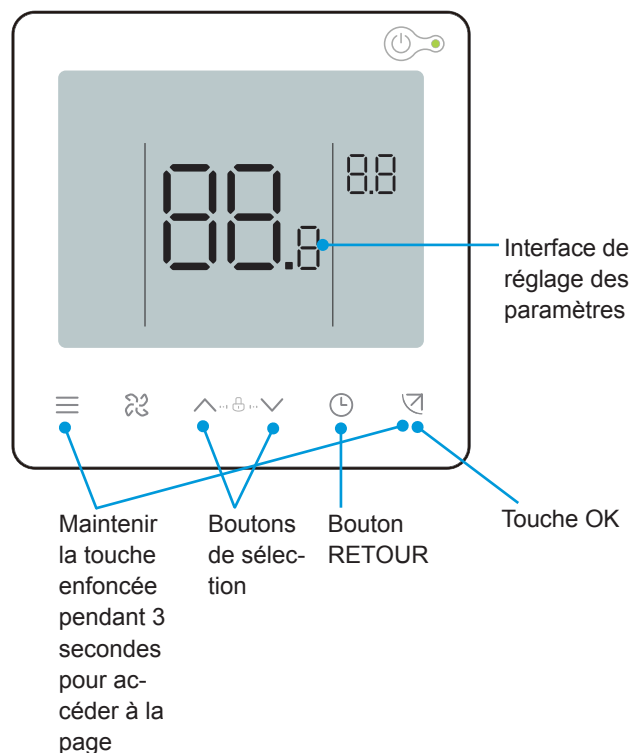 88.8
8.8
Interface de
réglage des
paramètres
Maintenir
la touche
enfoncée
pendant 3
secondes
pour ac-
céder à la
page
Boutons
de sélec-
tion
Bouton
RETOUR
Touche OK